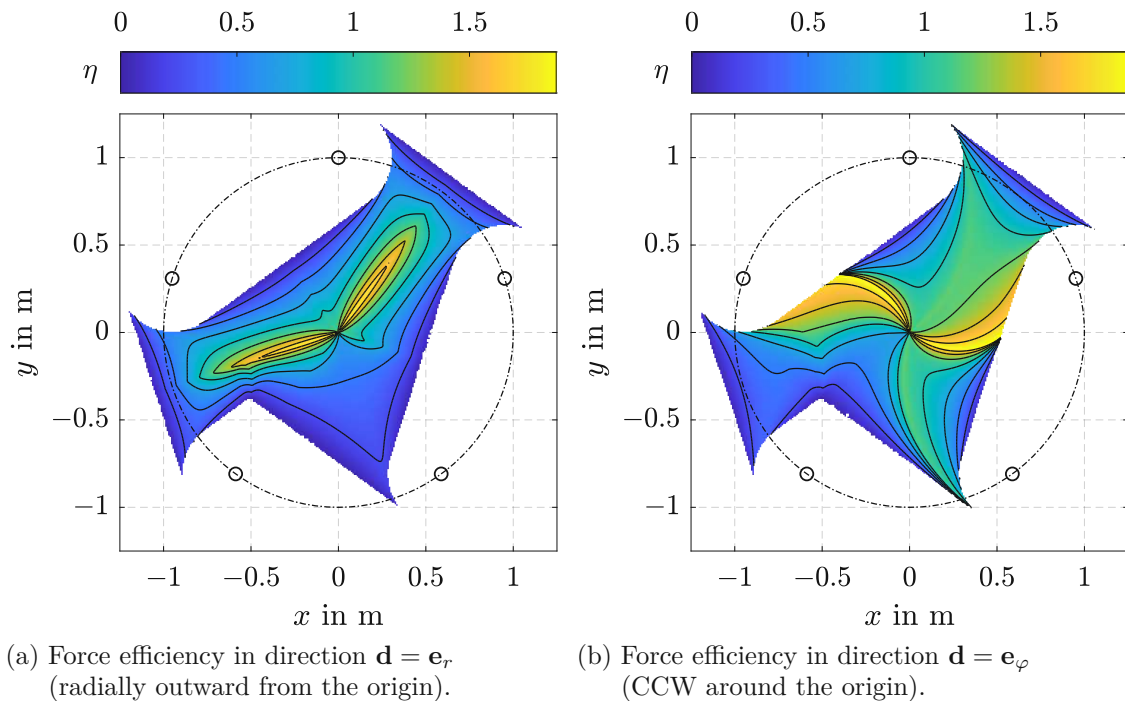 0 0.5 1 1.5
η
1
0.5
0
−0.5
−1
y in m
−1 −0.5 0 0.5 1
x in m
(a) Force efficiency in direction d = e_r
(radially outward from the origin).
0 0.5 1 1.5
η
1
0.5
0
−0.5
−1
y in m
−1 −0.5 0 0.5 1
x in m
(b) Force efficiency in direction d = e_φ
(CCW around the origin).